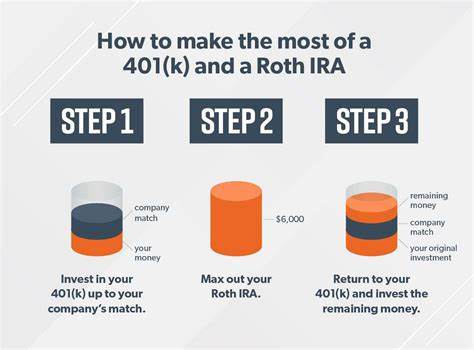 How to make the most of a
401(k) and a Roth IRA
STEP 1
STEP 2
STEP 3
company
match
your
money
$6,000
remaining
money
company
match
your original
investment
Invest in your
401(k) up to your
company's match.
Max out your
Roth IRA.
Return to your
401(k) and invest the
remaining money.